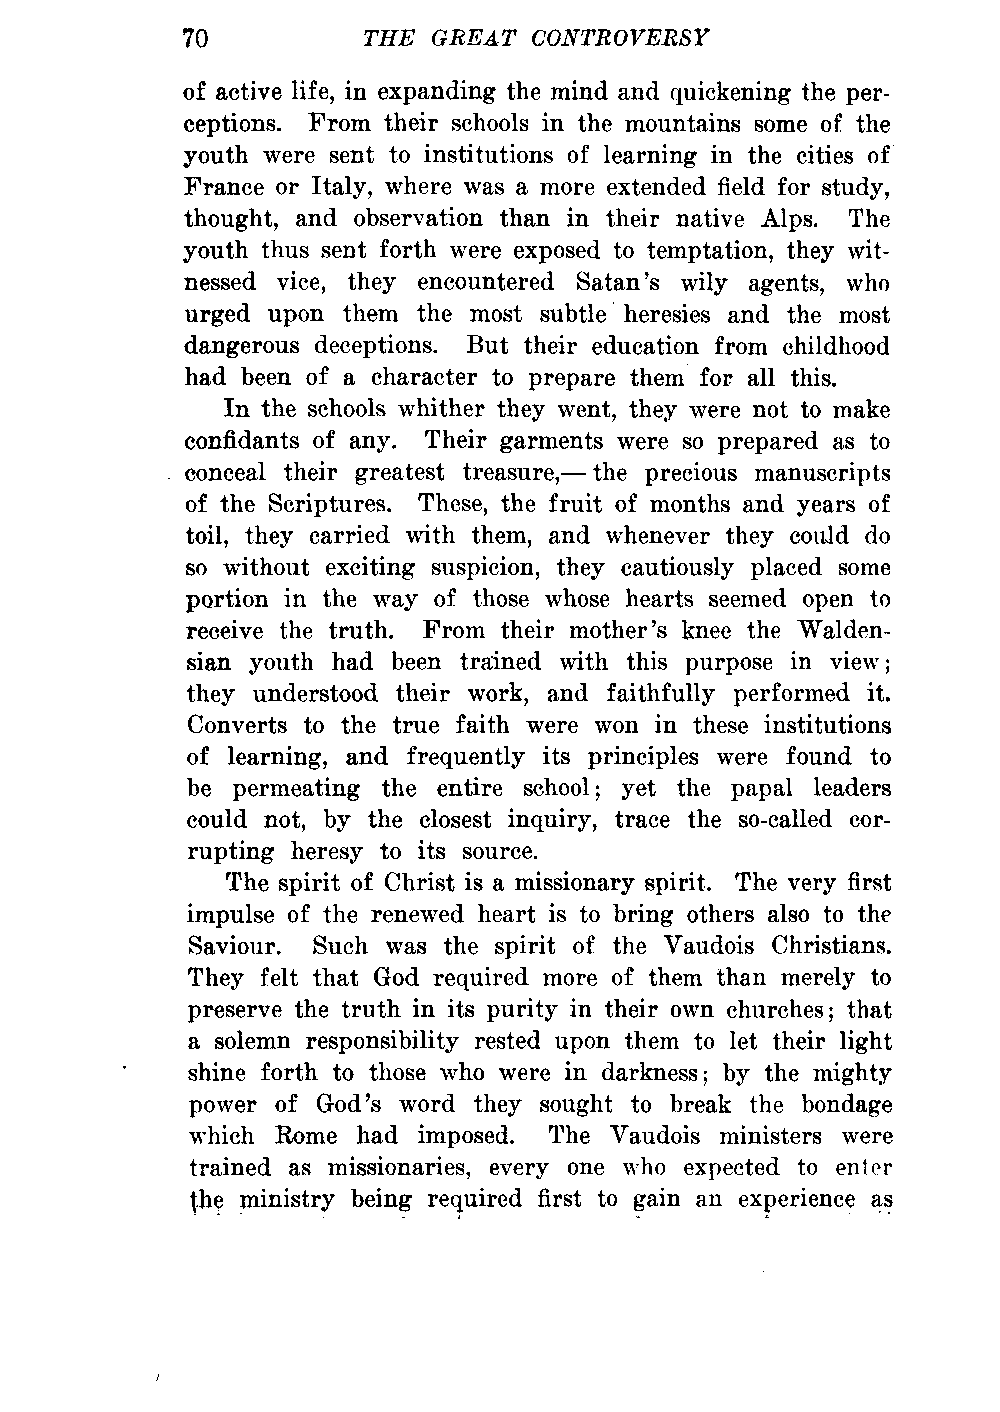 70 THE GREAT CONTROVERSY
of active life, in expanding the mind and quickening the per-
ceptions. From their schools in the mountains some of the
youth were sent to institutions of learning in the cities of
France or Italy, where was a more extended field for study,
thought, and observation than in their native Alps. The
youth thus sent forth were exposed to temptation, they wit-
nessed vice, they encountered Satan's wily agents, who
urged upon them the most subtle heresies and the most
dangerous deceptions. But their education from childhood
had been of a character to prepare them for all this.
In the schools whither they went, they were not to make
confidants of any. Their garments were so prepared as to
conceal their greatest treasure,— the precious manuscripts
of the Scriptures. These, the fruit of months and years of
toil, they carried with them, and whenever they could do
so without exciting suspicion, they cautiously placed some
portion in the way of those whose hearts seemed open to
receive the truth. From their mother's knee the Walden-
sian youth had been trained with this purpose in view;
they understood their work, and faithfully performed it.
Converts to the true faith were won in these institutions
of learning, and frequently its principles were found to
be permeating the entire school; yet the papal leaders
could not, by the closest inquiry, trace the so-called cor-
rupting heresy to its source.
The spirit of Christ is a missionary spirit. The very first
impulse of the renewed heart is to bring others also to the
Saviour. Such was the spirit of the Vaudois Christians.
They felt that God required more of them than merely to
preserve the truth in its purity in their own churches; that
a solemn responsibility rested upon them to let their light
shine forth to those who were in darkness; by the mighty
power of God's word they sought to break the bondage
which Rome had imposed. The Vaudois ministers were
trained as missionaries, every one who expected to enter
the ministry being required first to gain an experience as